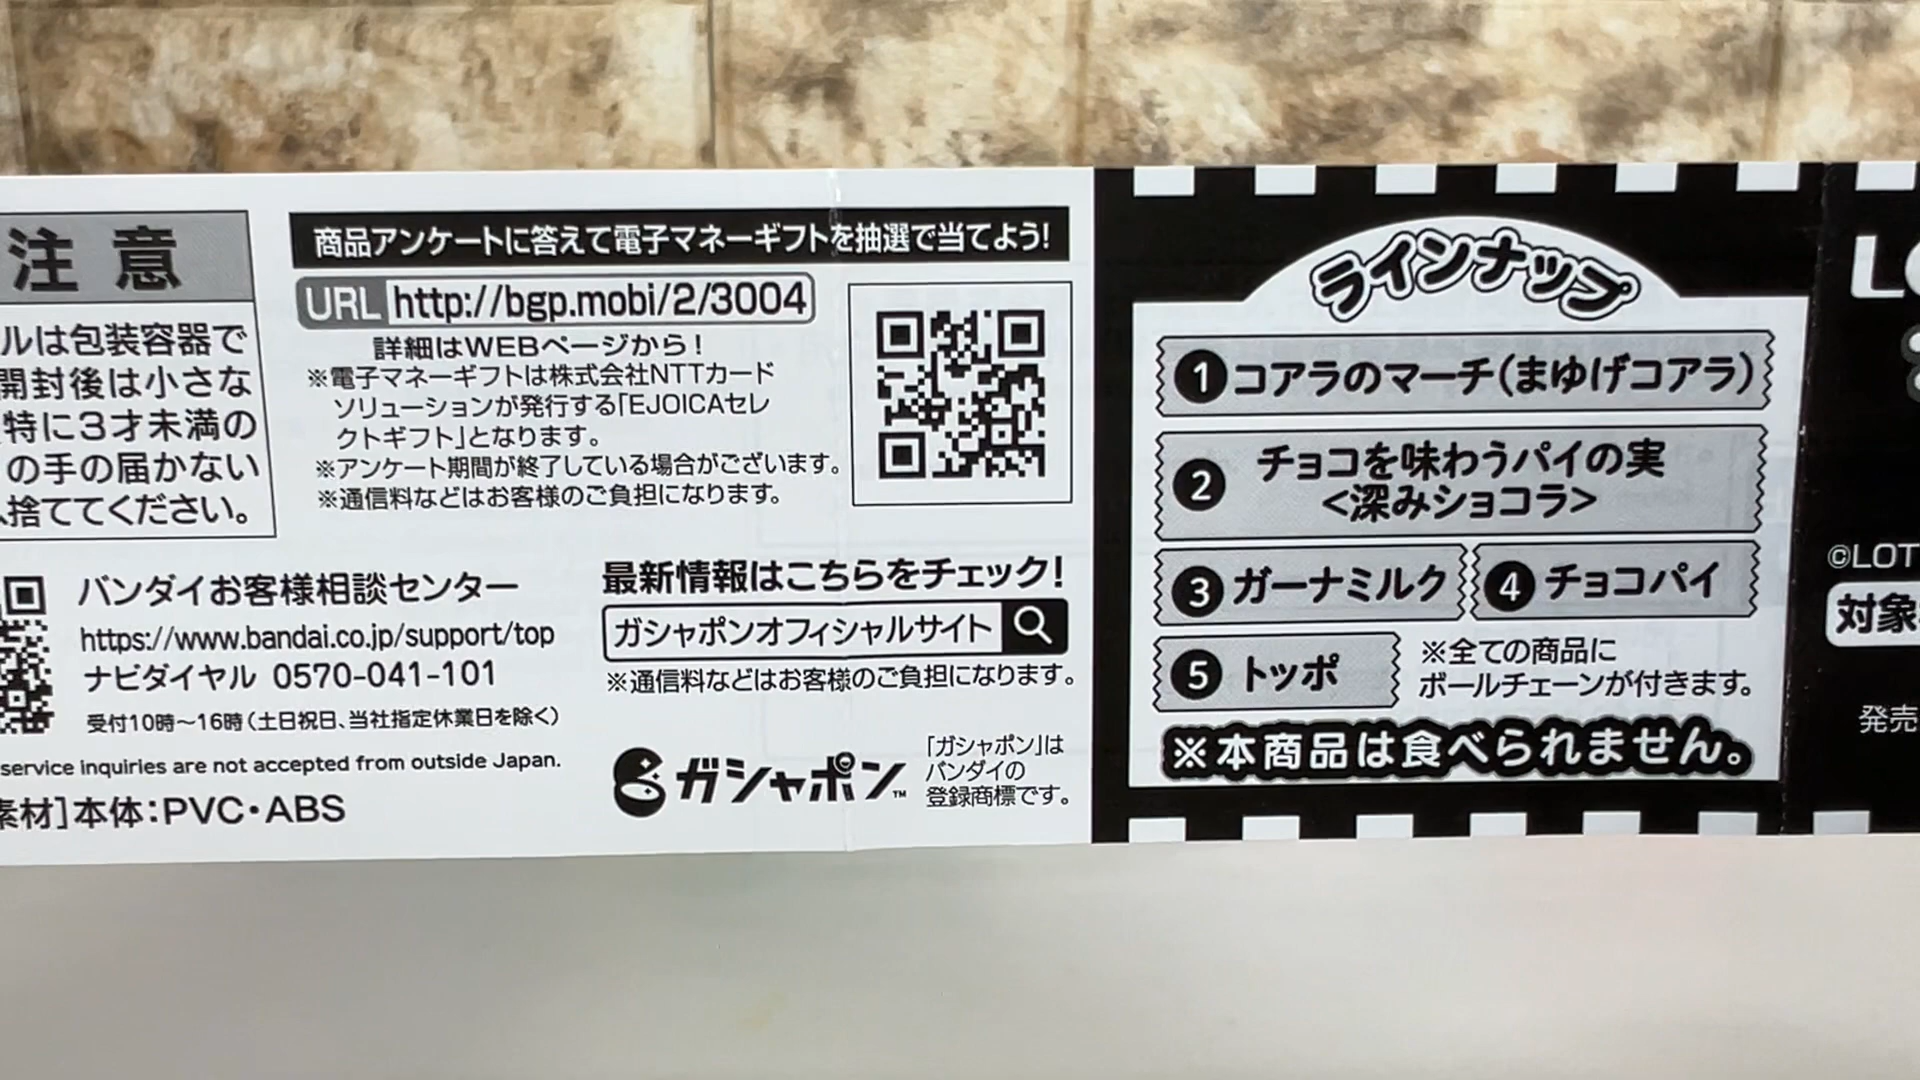 注意
ルは包装容器で
開封後は小さな
特に3才未満の
の手の届かない
捨ててください。
バンダイお客様相談センター
https://www.bandai.co.jp/support/top
ナビダイヤル 0570-041-101
受付10時〜16時(土日祝日、当社指定休業日を除く)
service inquiries are not accepted from outside Japan.
素材]本体:PVC・ABS
商品アンケートに答えて電子マネーギフトを抽選で当てよう!
URL http://bgp.mobi/2/3004
詳細はWEBページから!
※電子マネーギフトは株式会社NTTカード
ソリューションが発行する「EJOICAセレ
クトギフト」となります。
※アンケート期間が終了している場合がございます。
※通信料などはお客様のご負担になります。
最新情報はこちらをチェック!
ガシャポンオフィシャルサイト
※通信料などはお客様のご負担になります。
ガシャポン™
「ガシャポン」は
バンダイの
登録商標です。
ラインナップ
1 コアラのマーチ(まゆげコアラ)
2 チョコを味わうパイの実
<深みショコラ>
3 ガーナミルク
4 チョコパイ
5 トッポ
※全ての商品に
ボールチェーンが付きます。
※本商品は食べられません。
©LOT
対象
発売